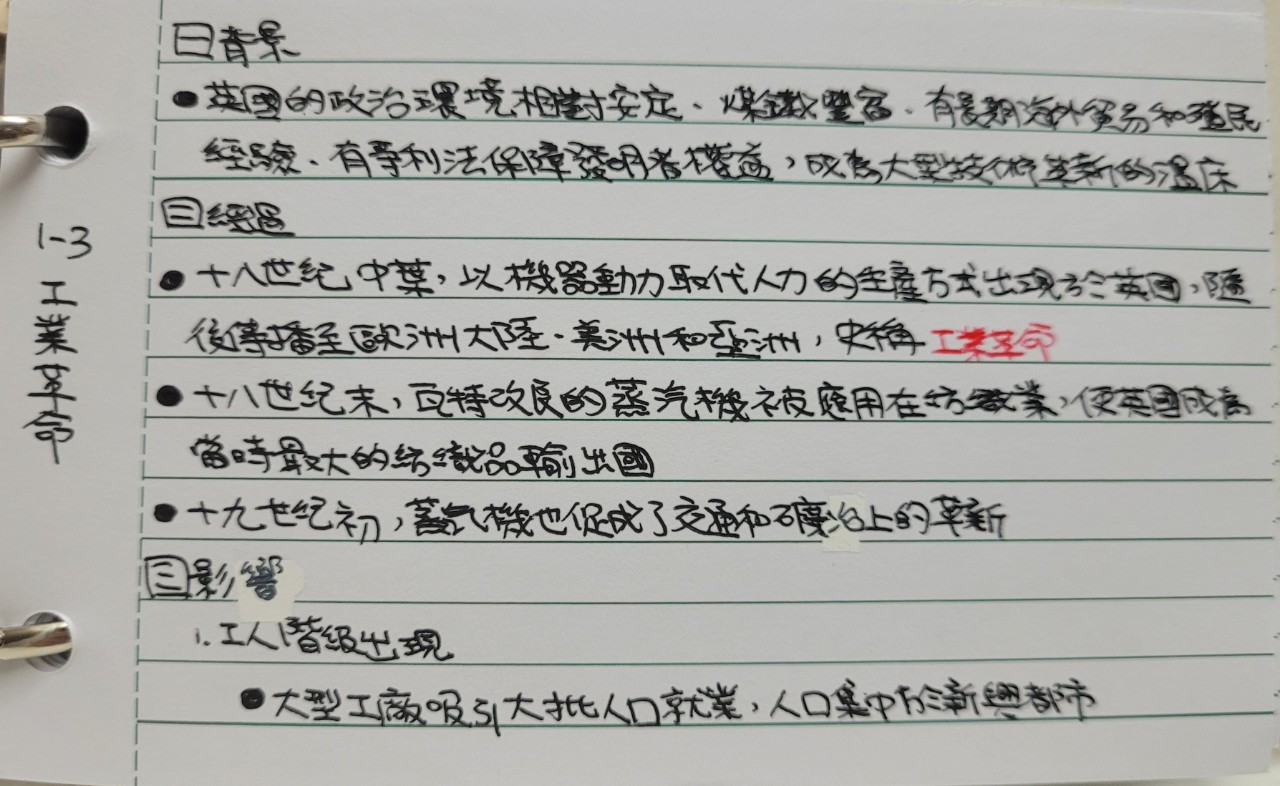 1-3 工業革命
㊀背景
●英國的政治環境相對安定、煤鐵豐富、有長期海外貿易和殖民
經驗、有專利法保障發明者權益,成為大型技術革新的溫床
㊁經過
●十八世紀中葉,以機器動力取代人力的生產方式出現於英國,隨
後傳播至歐洲大陸、美洲和亞洲,史稱工業革命
●十八世紀末,瓦特改良的蒸汽機被應用在紡織業,使英國成為
當時最大的紡織品輸出國
●十九世紀初,蒸氣機也促成了交通和礦冶上的革新
㊂影響
1.工人階級出現
●大型工廠吸引大批人口就業,人口集中於新興都市